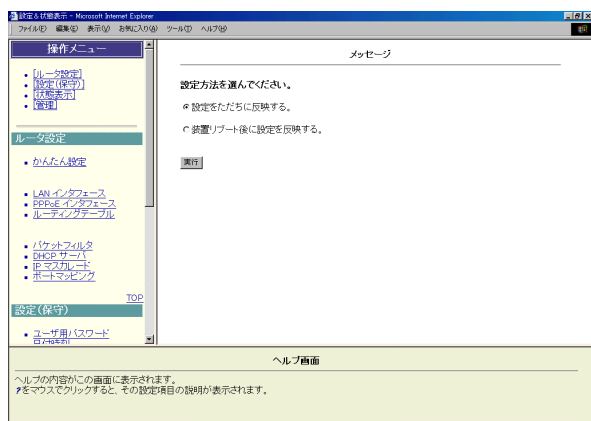 設定&状態表示 - Microsoft Internet Explorer
ファイル(F) 編集(E) 表示(V) お気に入り(A) ツール(T) ヘルプ(H)
操作メニュー
[ルータ設定]
[設定(保守)]
[状態表示]
[管理]
ルータ設定
かんたん設定
LAN インタフェース
PPPoE インタフェース
ルーティングテーブル
パケットフィルタ
DHCP サーバ
IP マスカレード
ポートマッピング
TOP
設定(保守)
ユーザ用パスワード
日付時刻
メッセージ
設定方法を選んでください。
設定をただちに反映する。
装置リブート後に設定を反映する。
実行
ヘルプ画面
ヘルプの内容がこの画面に表示されます。
?をマウスでクリックすると、その設定項目の説明が表示されます。